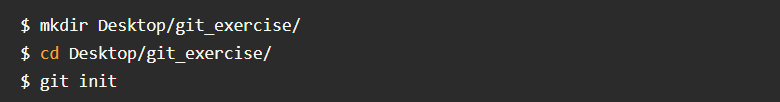 $ mkdir Desktop/git_exercise/
$ cd Desktop/git_exercise/
$ git init